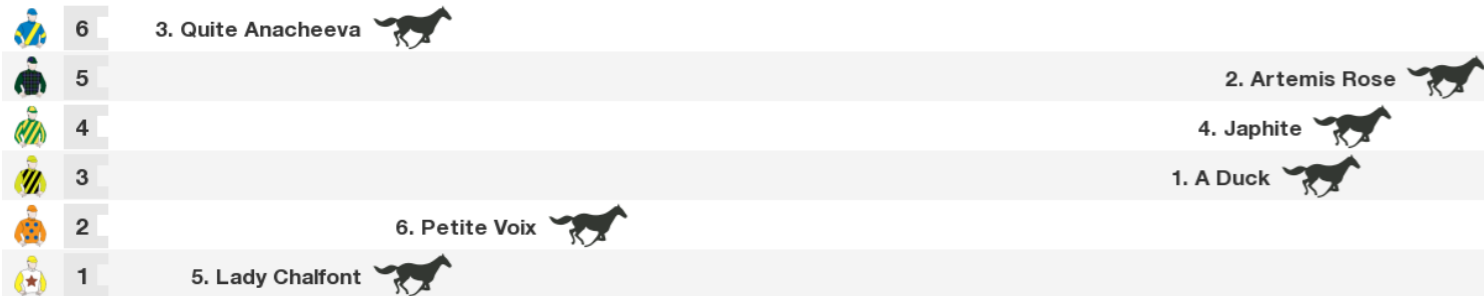 6 3. Quite Anacheeva
5 2. Artemis Rose
4 4. Japhite
3 1. A Duck
2 6. Petite Voix
1 5. Lady Chalfont